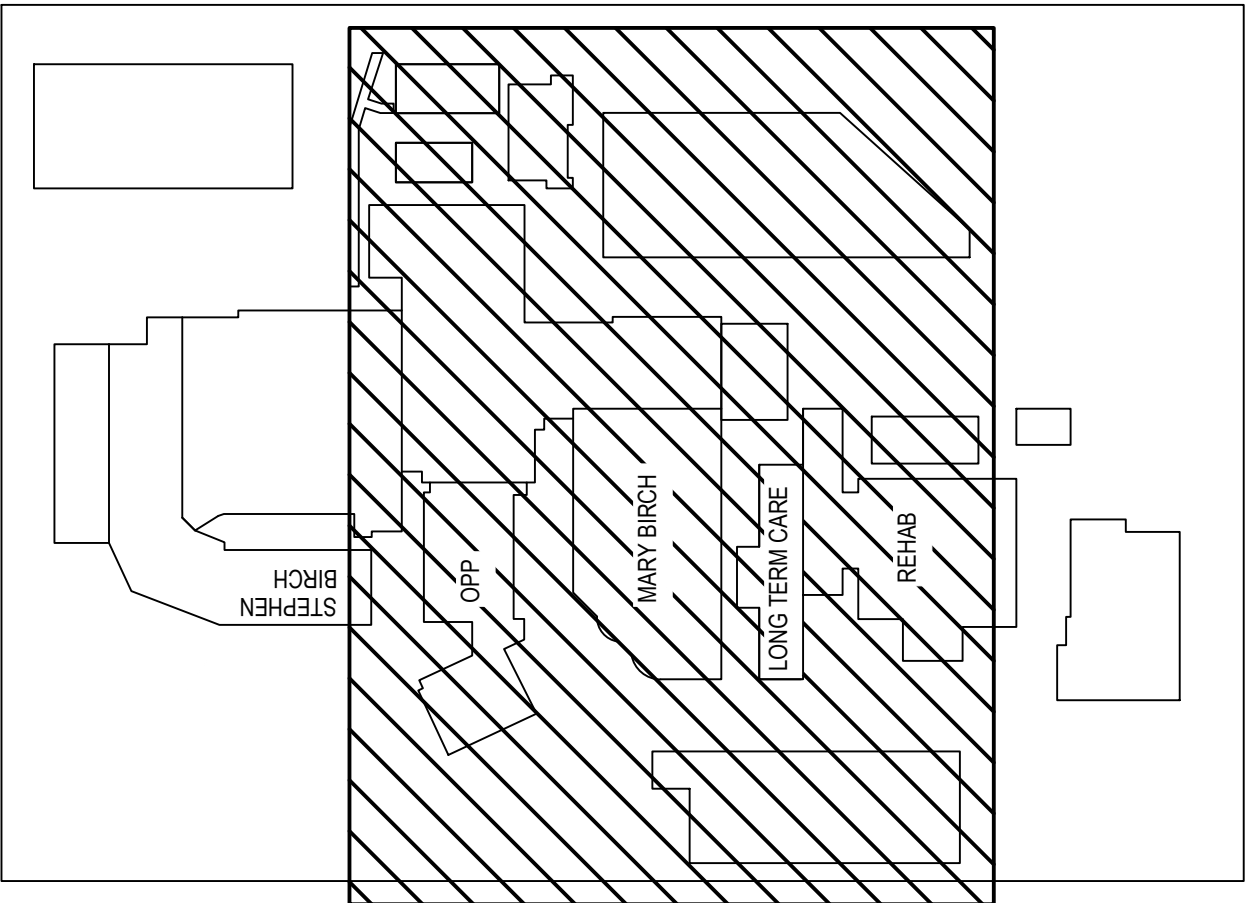 STEPHEN
BIRCH
OPP
MARY BIRCH
LONG TERM CARE
REHAB